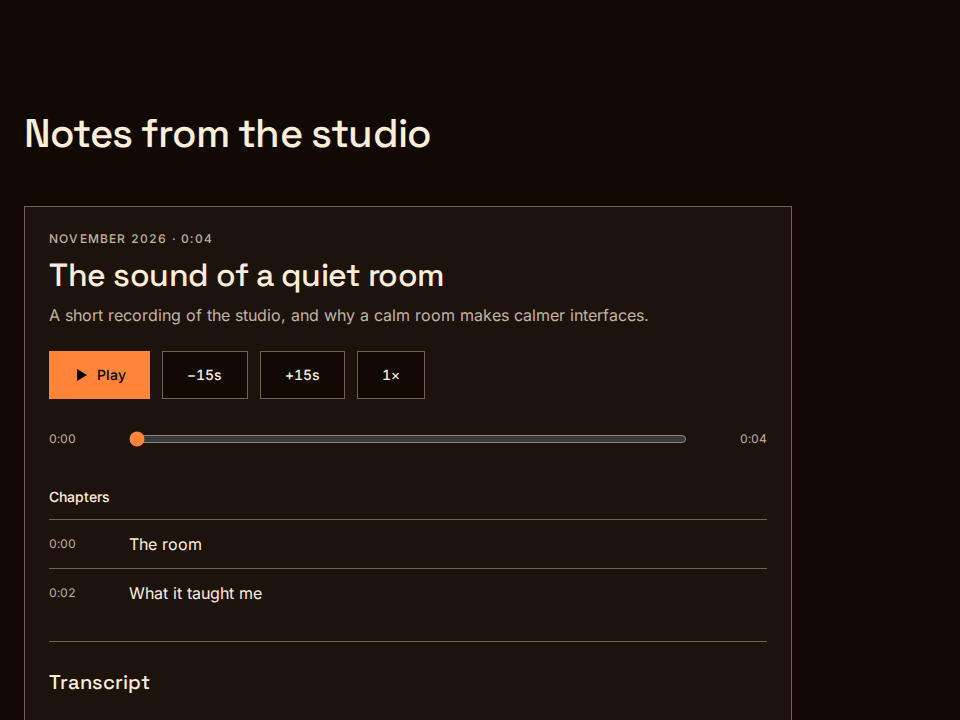 Notes from the studio
NOVEMBER 2026 · 0:04
The sound of a quiet room
A short recording of the studio, and why a calm room makes calmer interfaces.
Play −15s +15s 1×
0:00 0:04
Chapters
0:00 The room
0:02 What it taught me
Transcript